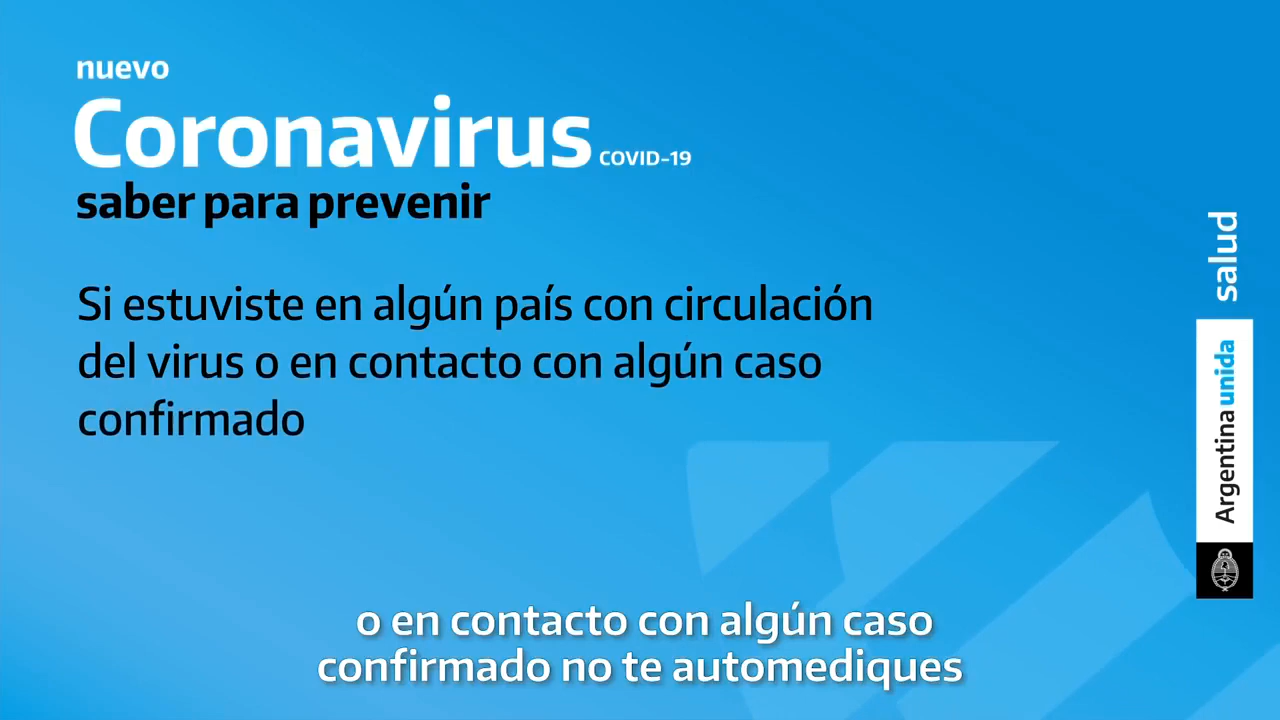 nuevo
Coronavirus COVID-19
saber para prevenir
Si estuviste en algún país con circulación
del virus o en contacto con algún caso
confirmado
salud
Argentina unida
o en contacto con algún caso
confirmado no te automediques